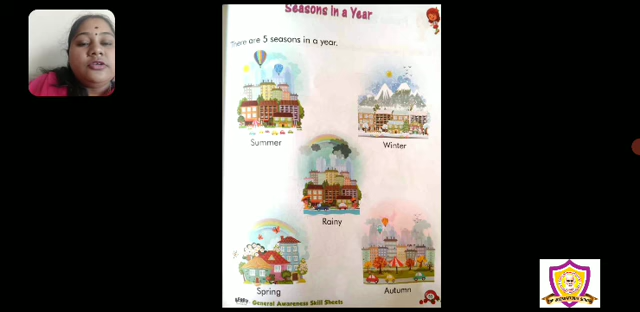 Seasons in a Year
There are 5 seasons in a year.
Summer
Winter
Rainy
Spring
Autumn
General Awareness Skill Sheets